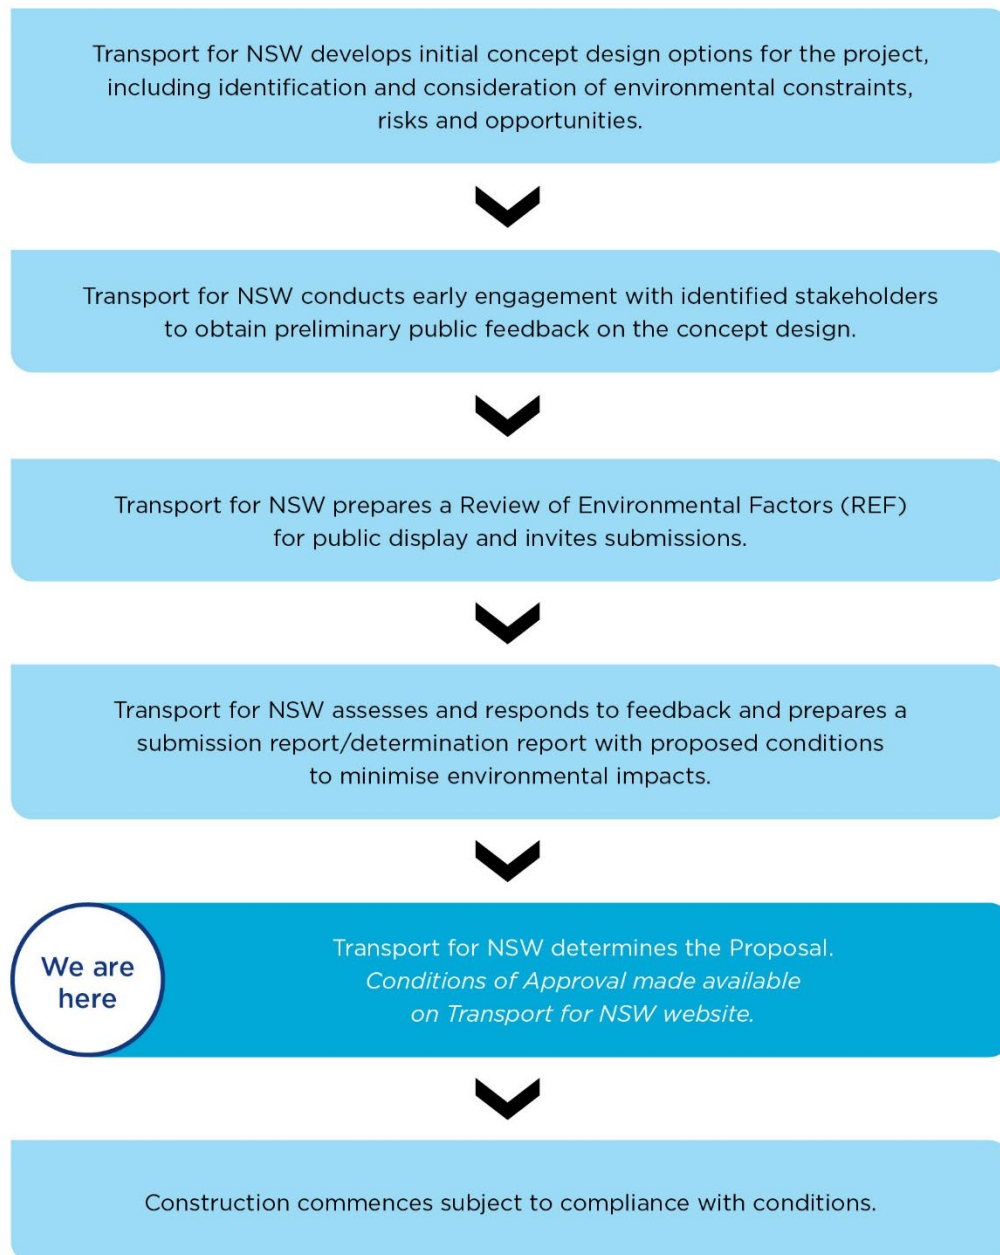 Transport for NSW develops initial concept design options for the project,
including identification and consideration of environmental constraints,
risks and opportunities.
Transport for NSW conducts early engagement with identified stakeholders
to obtain preliminary public feedback on the concept design.
Transport for NSW prepares a Review of Environmental Factors (REF)
for public display and invites submissions.
Transport for NSW assesses and responds to feedback and prepares a
submission report/determination report with proposed conditions
to minimise environmental impacts.
We are
here
Transport for NSW determines the Proposal.
Conditions of Approval made available
on Transport for NSW website.
Construction commences subject to compliance with conditions.